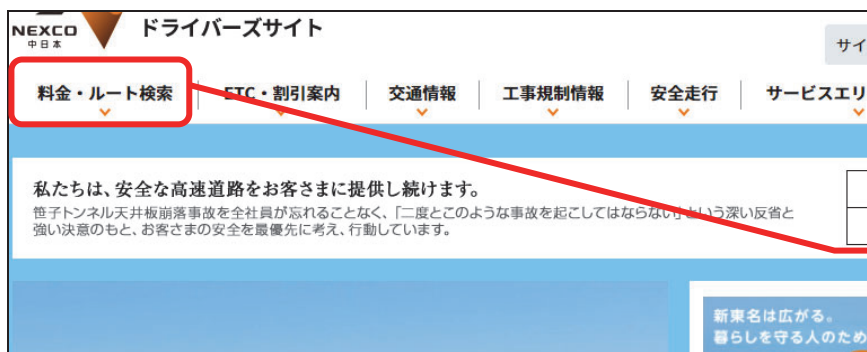 NEXCO
中日本
ドライバーズサイト
サイ
料金・ルート検索
ETC・割引案内
交通情報
工事規制情報
安全走行
サービスエリ
私たちは、安全な高速道路をお客さまに提供し続けます。
笹子トンネル天井板崩落事故を全社員が忘れることなく、「二度とこのような事故を起こしてはならない」という深い反省と
強い決意のもと、お客さまの安全を最優先に考え、行動しています。
新東名は広がる。
暮らしを守る人のため